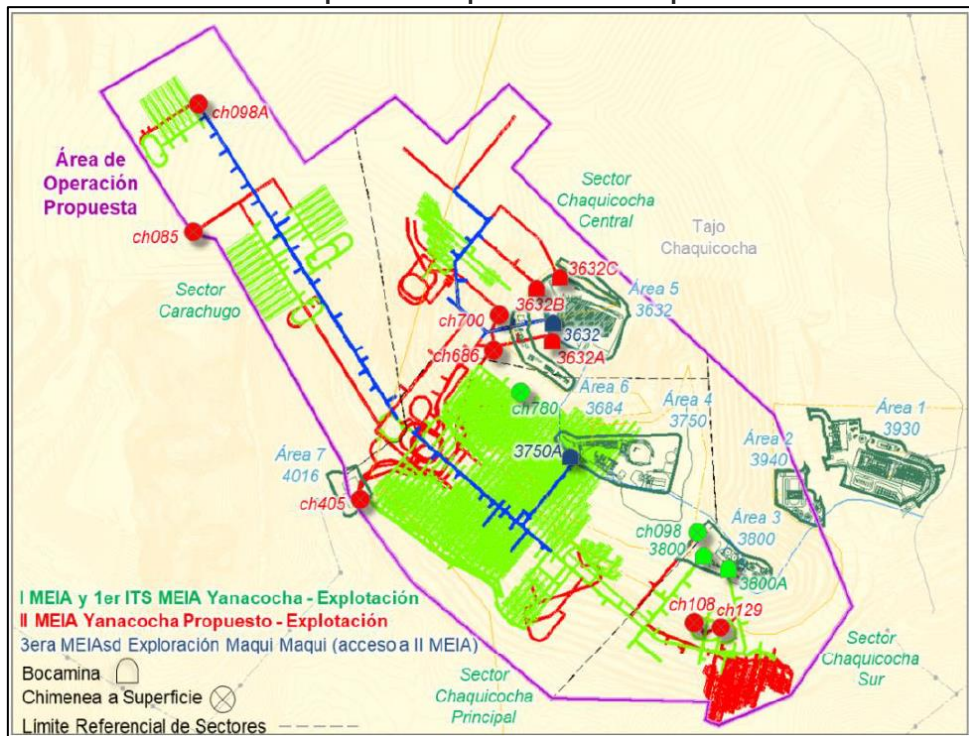 ch098A
Área de
Operación
Propuesta
ch085
Sector
Carachugo
Sector
Chaquicocha
Central
Tajo
Chaquicocha
3632C
Área 5
3632
3632B
ch700
3632
3632A
ch686
Área 6
3684
Área 4
3750
ch780
Área 1
3930
Área 2
3940
3750A
Área 7
4016
ch405
ch098
3800
Área 3
3800
3800A
ch108
ch129
I MEIA y 1er ITS MEIA Yanacocha - Explotación
II MEIA Yanacocha Propuesto - Explotación
3era MEIAsd Exploración Maqui Maqui (acceso a II MEIA)
Bocamina
Chimenea a Superficie
Límite Referencial de Sectores
Sector
Chaquicocha
Principal
Sector
Chaquicocha
Sur